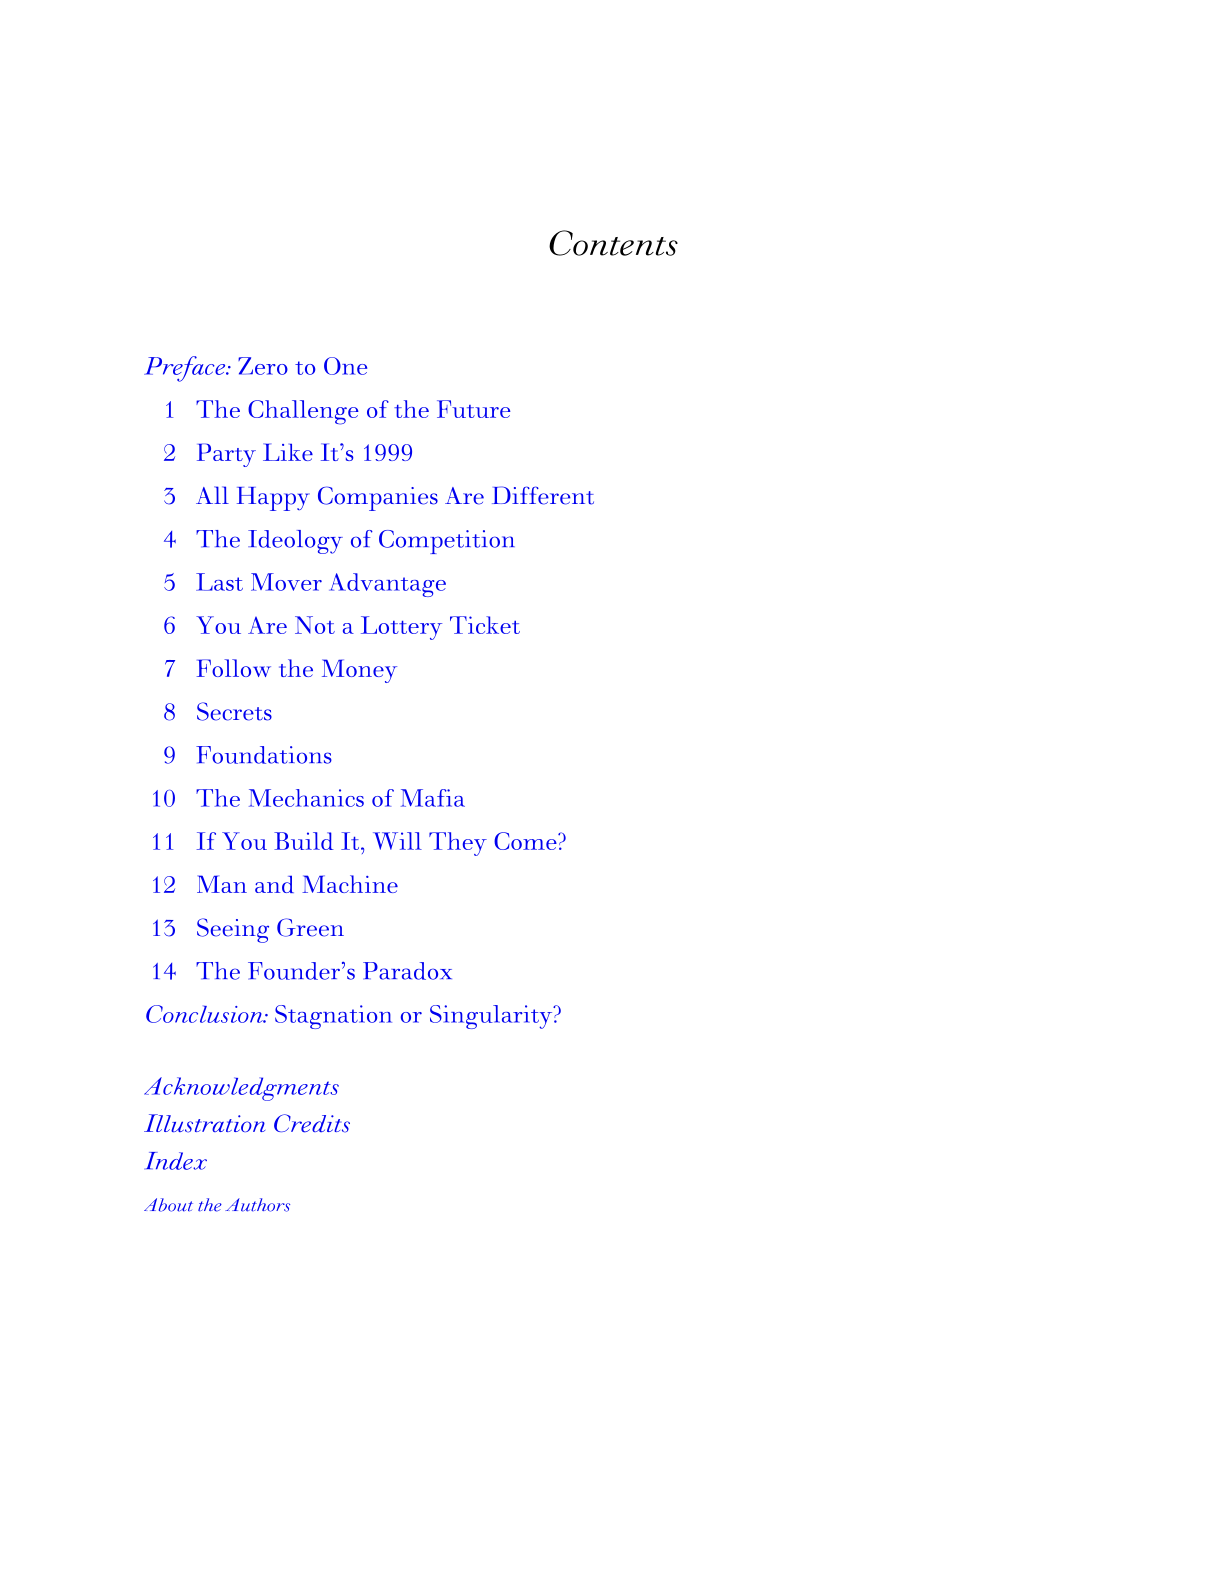 Contents
Preface: Zero to One
1 The Challenge of the Future
2 Party Like It’s 1999
3 All Happy Companies Are Different
4 The Ideology of Competition
5 Last Mover Advantage
6 You Are Not a Lottery Ticket
7 Follow the Money
8 Secrets
9 Foundations
10 The Mechanics of Mafia
11 If You Build It, Will They Come?
12 Man and Machine
13 Seeing Green
14 The Founder’s Paradox
Conclusion: Stagnation or Singularity?
Acknowledgments
Illustration Credits
Index
About the Authors